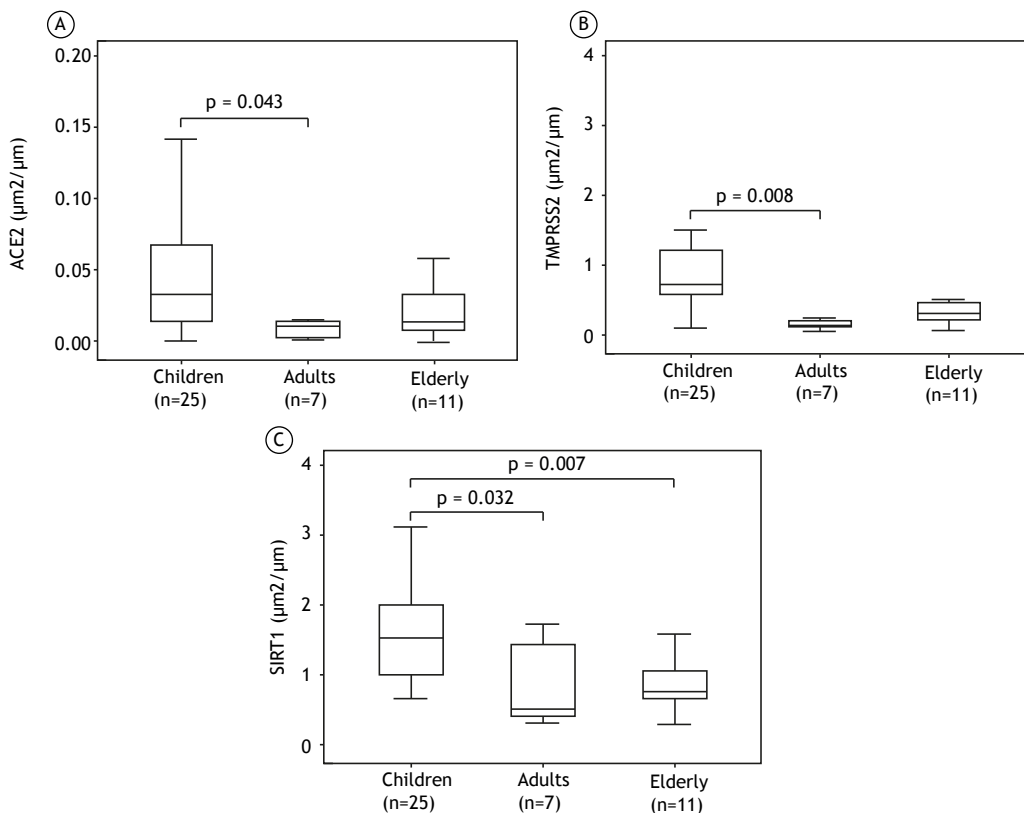 A
ACE2 (µm2/µm)
0.20
0.15
0.10
0.05
0.00
p = 0.043
Children
(n=25)
Adults
(n=7)
Elderly
(n=11)
B
TMPRSS2 (µm2/µm)
4
3
2
1
0
p = 0.008
Children
(n=25)
Adults
(n=7)
Elderly
(n=11)
C
SIRT1 (µm2/µm)
4
3
2
1
0
p = 0.007
p = 0.032
Children
(n=25)
Adults
(n=7)
Elderly
(n=11)